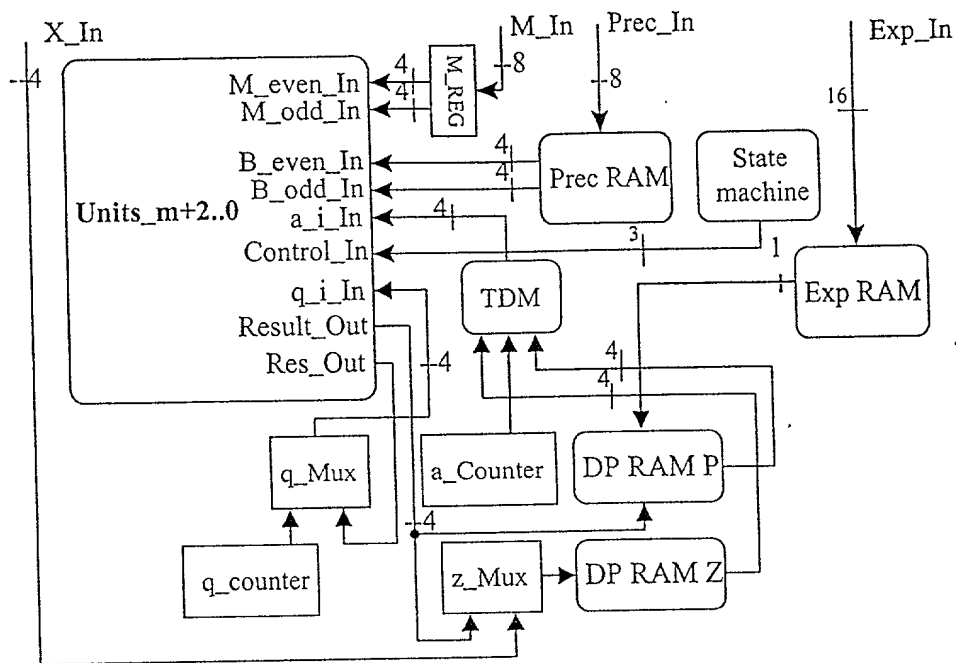 X_In
M_In
Prec_In
Exp_In
4
8
8
16
M_even_In
M_odd_In
4
4
M_REG
B_even_In
B_odd_In
a_i_In
4
4
4
Prec RAM
State
machine
Units_m+2..0
Control_In
3
1
q_i_In
TDM
Exp RAM
Result_Out
Res_Out
4
4
4
q_Mux
a_Counter
DP RAM P
4
q_counter
z_Mux
DP RAM Z